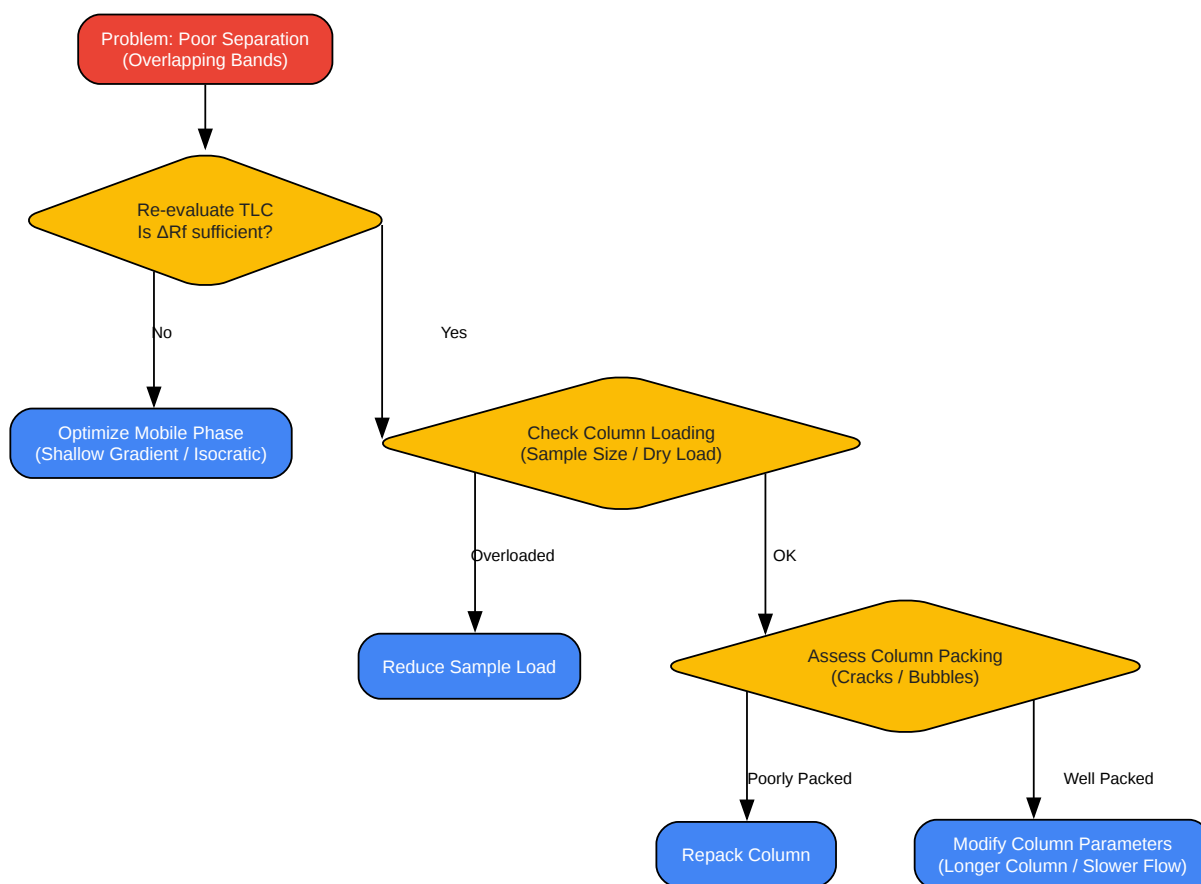 Problem: Poor Separation
(Overlapping Bands)
Re-evaluate TLC
Is ΔRf sufficient?
No
Yes
Optimize Mobile Phase
(Shallow Gradient / Isocratic)
Check Column Loading
(Sample Size / Dry Load)
Overloaded
OK
Reduce Sample Load
Assess Column Packing
(Cracks / Bubbles)
Poorly Packed
Well Packed
Repack Column
Modify Column Parameters
(Longer Column / Slower Flow)